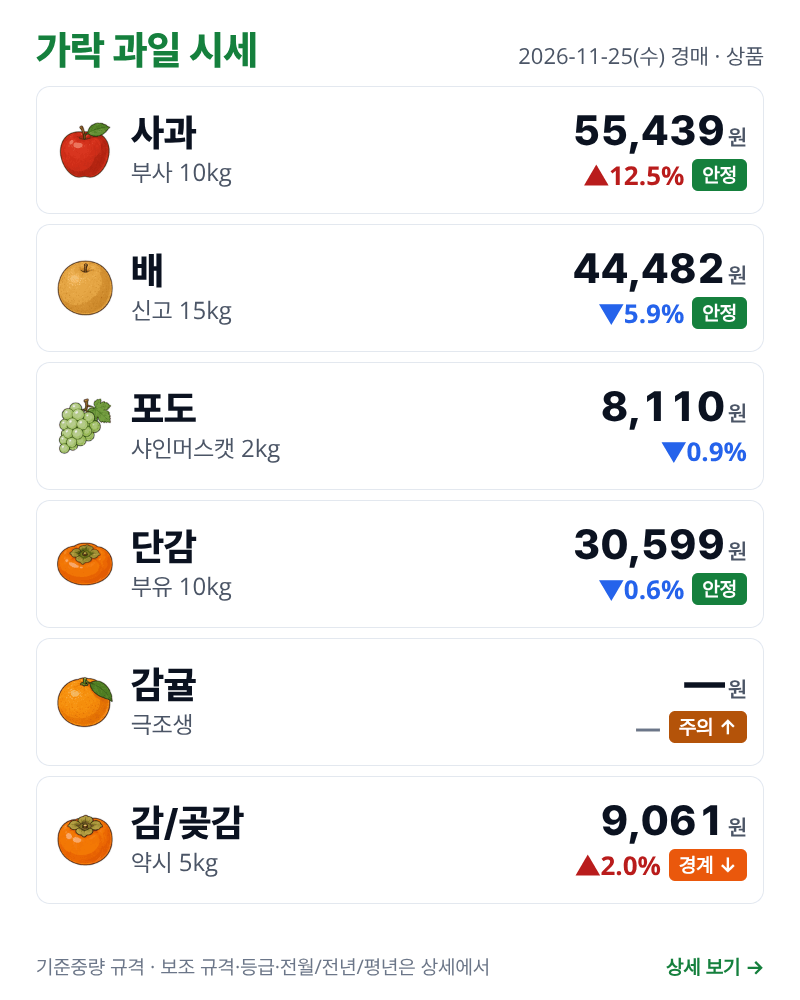 가락 과일 시세
2026-11-25(수) 경매 · 상품
사과
부사 10kg
55,439원
▲12.5% 안정
배
신고 15kg
44,482원
▼5.9% 안정
포도
샤인머스캣 2kg
8,110원
▼0.9%
단감
부유 10kg
30,599원
▼0.6% 안정
감귤
극조생
—원
— 주의 ↑
감/곶감
약시 5kg
9,061원
▲2.0% 경계 ↓
기준중량 규격 · 보조 규격·등급·전월/전년/평년은 상세에서
상세 보기 →